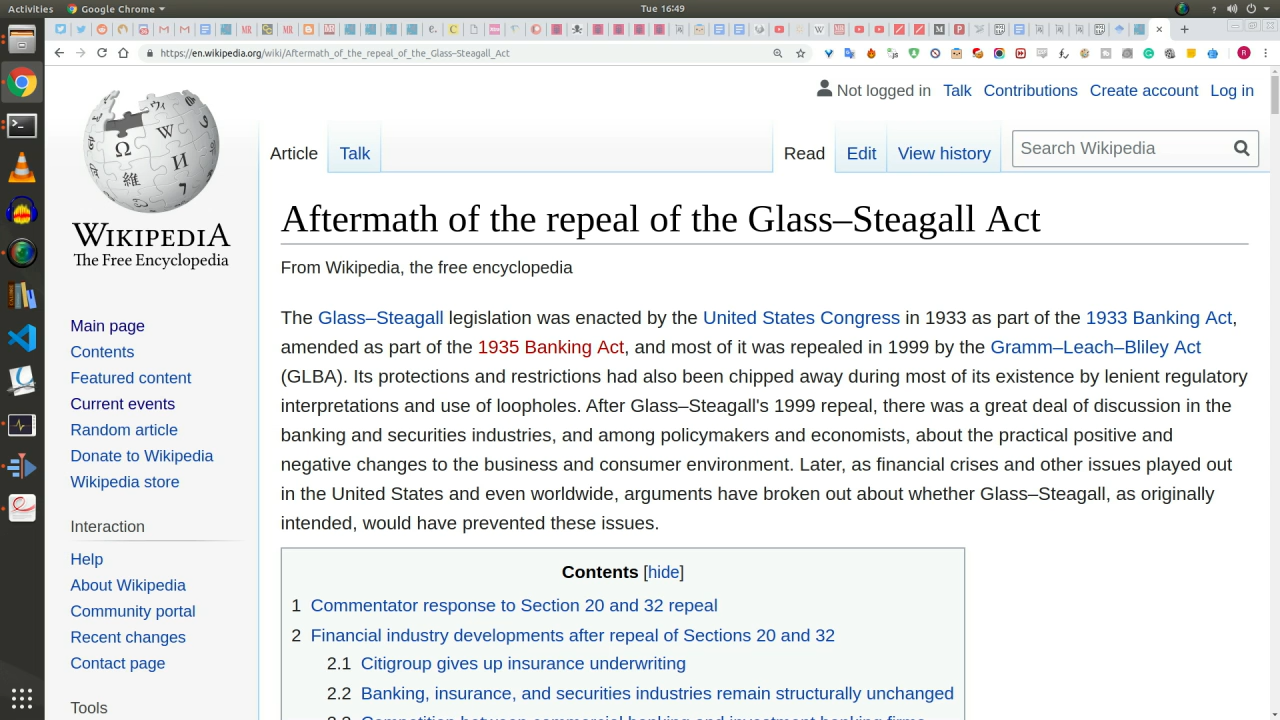 Activities
Google Chrome
Tue 16:49
https://en.wikipedia.org/wiki/Aftermath_of_the_repeal_of_the_Glass–Steagall_Act
Not logged in Talk Contributions Create account Log in
Article Talk Read Edit View history Search Wikipedia
WIKIPEDIA
The Free Encyclopedia
Main page
Contents
Featured content
Current events
Random article
Donate to Wikipedia
Wikipedia store
Interaction
Help
About Wikipedia
Community portal
Recent changes
Contact page
Tools
Aftermath of the repeal of the Glass–Steagall Act
From Wikipedia, the free encyclopedia
The Glass–Steagall legislation was enacted by the United States Congress in 1933 as part of the 1933 Banking Act,
amended as part of the 1935 Banking Act, and most of it was repealed in 1999 by the Gramm–Leach–Bliley Act
(GLBA). Its protections and restrictions had also been chipped away during most of its existence by lenient regulatory
interpretations and use of loopholes. After Glass–Steagall's 1999 repeal, there was a great deal of discussion in the
banking and securities industries, and among policymakers and economists, about the practical positive and
negative changes to the business and consumer environment. Later, as financial crises and other issues played out
in the United States and even worldwide, arguments have broken out about whether Glass–Steagall, as originally
intended, would have prevented these issues.
Contents [hide]
1 Commentator response to Section 20 and 32 repeal
2 Financial industry developments after repeal of Sections 20 and 32
2.1 Citigroup gives up insurance underwriting
2.2 Banking, insurance, and securities industries remain structurally unchanged
2.3 Competition between commercial banking and investment banking firms